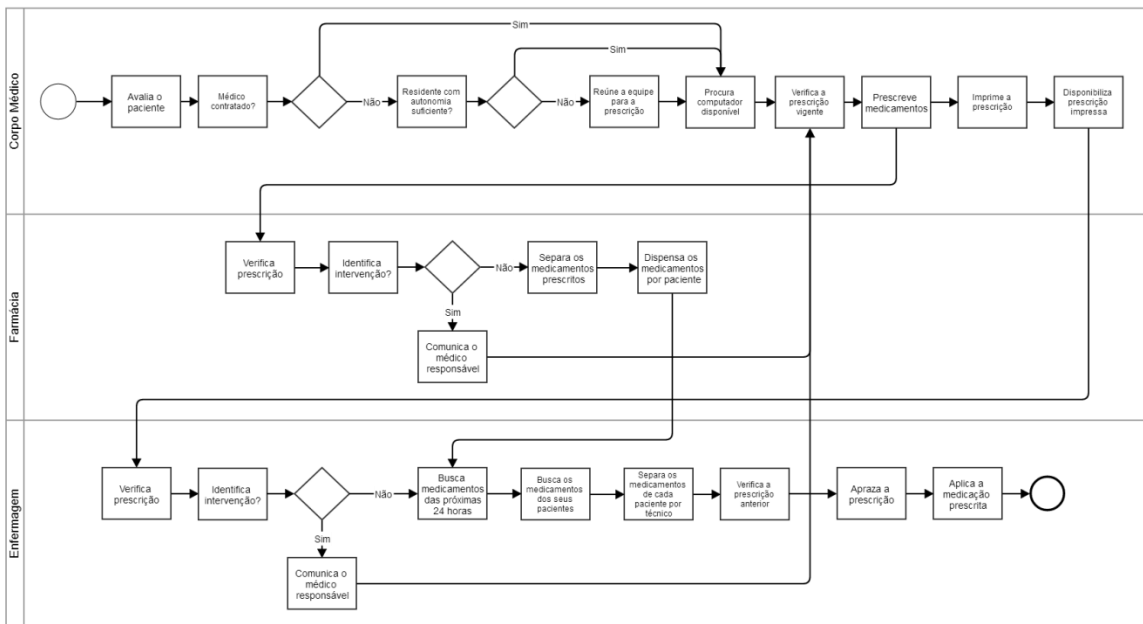 Corpo Médico
Sim
Sim
Avalia o
paciente
Médico
contratado?
Não
Residente com
autonomia
suficiente?
Não
Reúne a equipe
para a
prescrição
Procura
computador
disponível
Verifica a
prescrição
vigente
Prescreve
medicamentos
Imprime a
prescrição
Disponibiliza
prescrição
impressa
Farmácia
Verifica
prescrição
Identifica
intervenção?
Não
Separa os
medicamentos
prescritos
Dispensa os
medicamentos
por paciente
Sim
Comunica o
médico
responsável
Enfermagem
Verifica
prescrição
Identifica
intervenção?
Não
Busca
medicamentos
das próximas
24 horas
Busca os
medicamentos
dos seus
pacientes
Separa os
medicamentos
de cada
paciente por
técnico
Verifica a
prescrição
anterior
Apraza a
prescrição
Aplica a
medicação
prescrita
Sim
Comunica o
médico
responsável